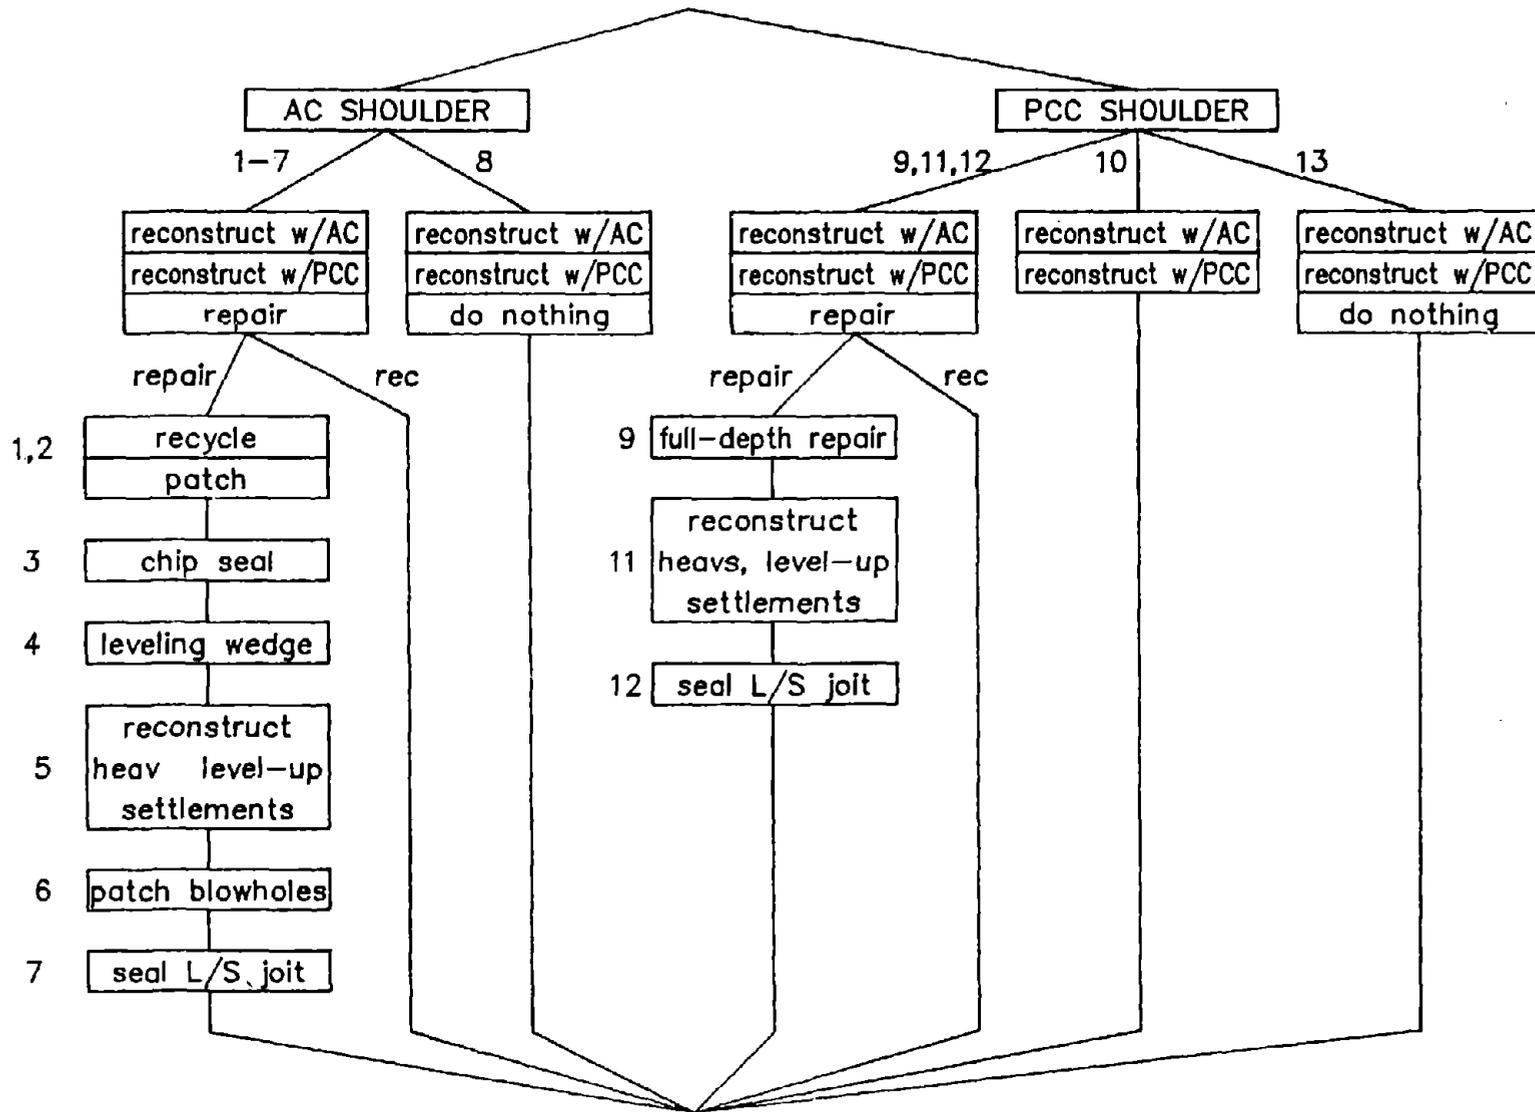 AC SHOULDER
PCC SHOULDER
1-7
8
9,11,12
10
13
reconstruct w/AC
reconstruct w/PCC
repair
reconstruct w/AC
reconstruct w/PCC
do nothing
reconstruct w/AC
reconstruct w/PCC
repair
reconstruct w/AC
reconstruct w/PCC
reconstruct w/AC
reconstruct w/PCC
do nothing
repair
rec
repair
rec
1,2
recycle
patch
3
chip seal
4
leveling wedge
5
reconstruct
heav level-up
settlements
6
patch blowholes
7
seal L/S joit
9
full-depth repair
11
reconstruct
heavs, level-up
settlements
12
seal L/S joit